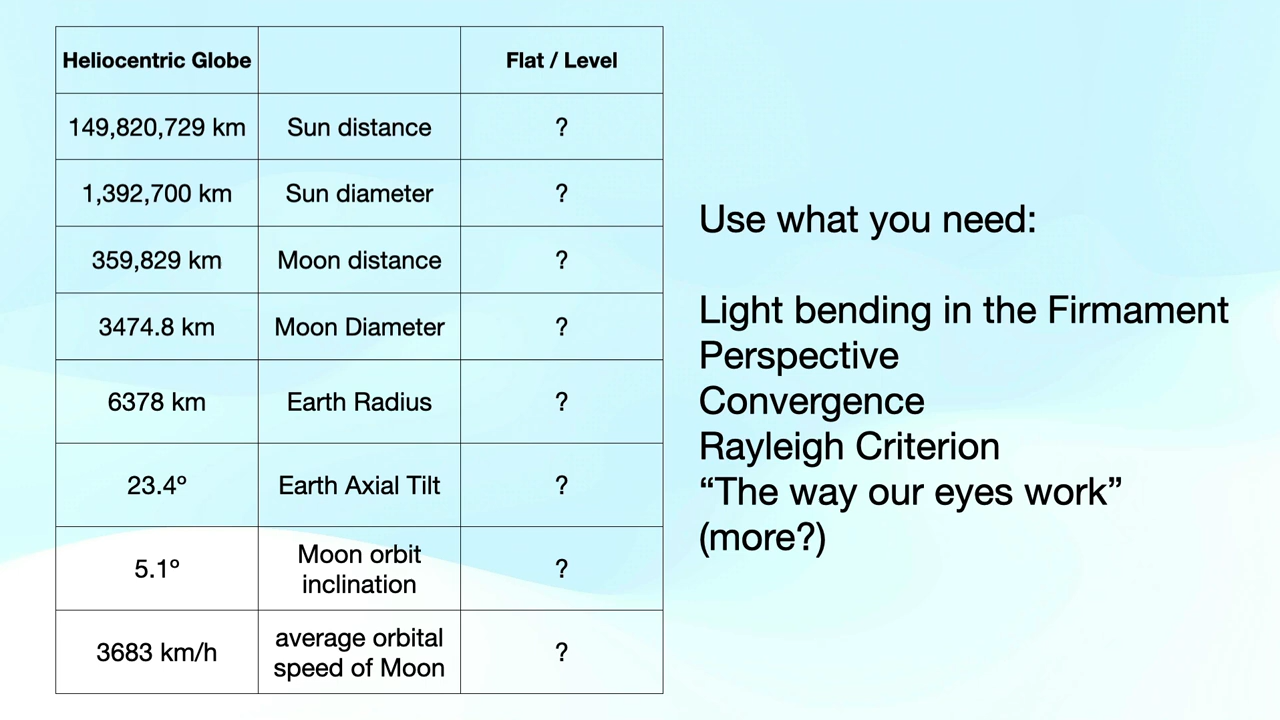 Heliocentric Globe
Flat / Level
149,820,729 km
Sun distance
?
1,392,700 km
Sun diameter
?
359,829 km
Moon distance
?
3474.8 km
Moon Diameter
?
6378 km
Earth Radius
?
23.4º
Earth Axial Tilt
?
5.1º
Moon orbit
inclination
?
3683 km/h
average orbital
speed of Moon
?
Use what you need:
Light bending in the Firmament
Perspective
Convergence
Rayleigh Criterion
“The way our eyes work”
(more?)